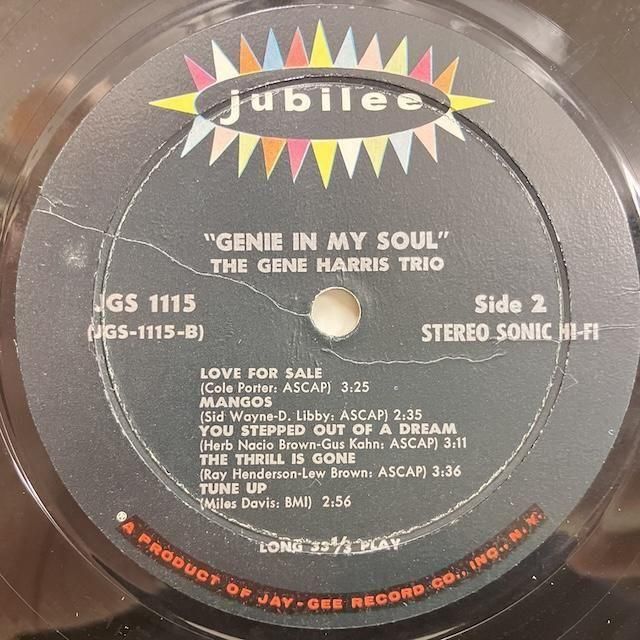 jubilee
"GENIE IN MY SOUL"
THE GENE HARRIS TRIO
JGS 1115
Side 2
(JGS-1115-B)
STEREO SONIC HI-FI
LOVE FOR SALE
(Cole Porter: ASCAP) 3:25
MANGOS
(Sid Wayne-D. Libby: ASCAP) 2:35
YOU STEPPED OUT OF A DREAM
(Herb Nacio Brown-Gus Kahn: ASCAP) 3:11
THE THRILL IS GONE
(Ray Henderson-Lew Brown: ASCAP) 3:36
TUNE UP
(Miles Davis: BMI) 2:56
LONG 33⅓ PLAY
® A PRODUCT OF JAY-GEE RECORD CO., INC., N.Y.